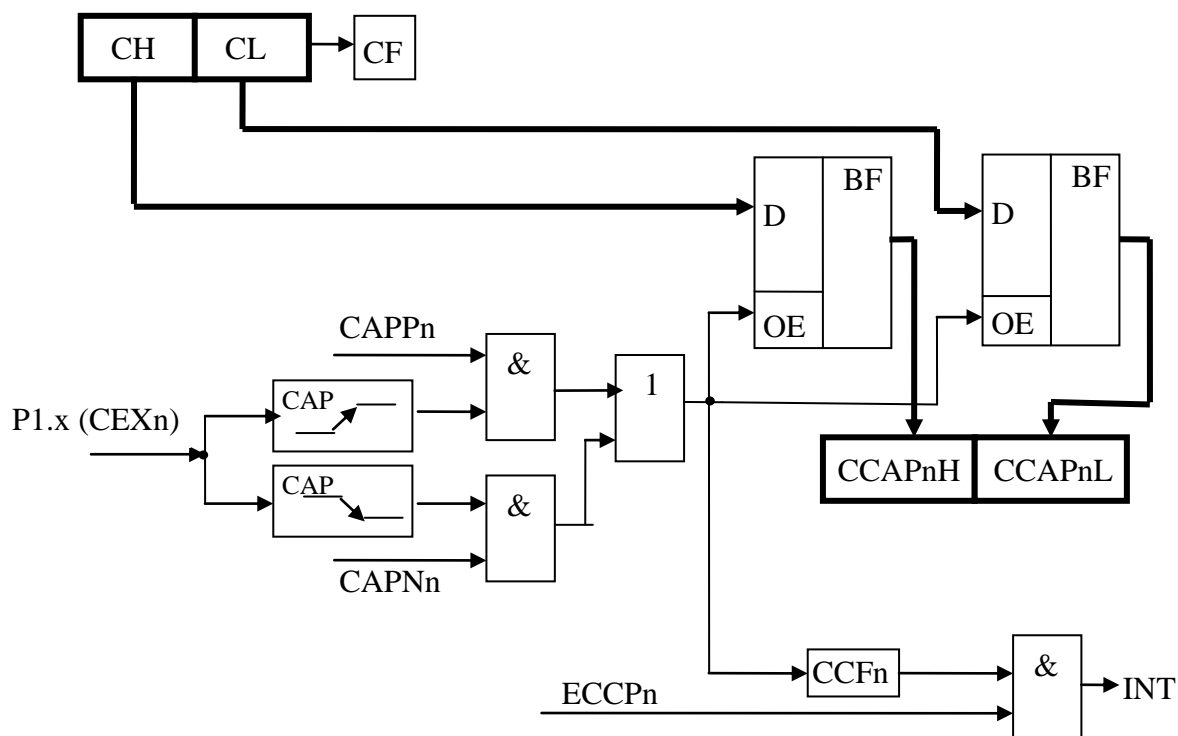 CH CL CF
BF BF
D D
OE OE
CAPPn
& 1
CAP
P1.x (CEXn)
CCAPnH CCAPnL
CAP
&
CAPNn
CCFn & INT
ECCPn